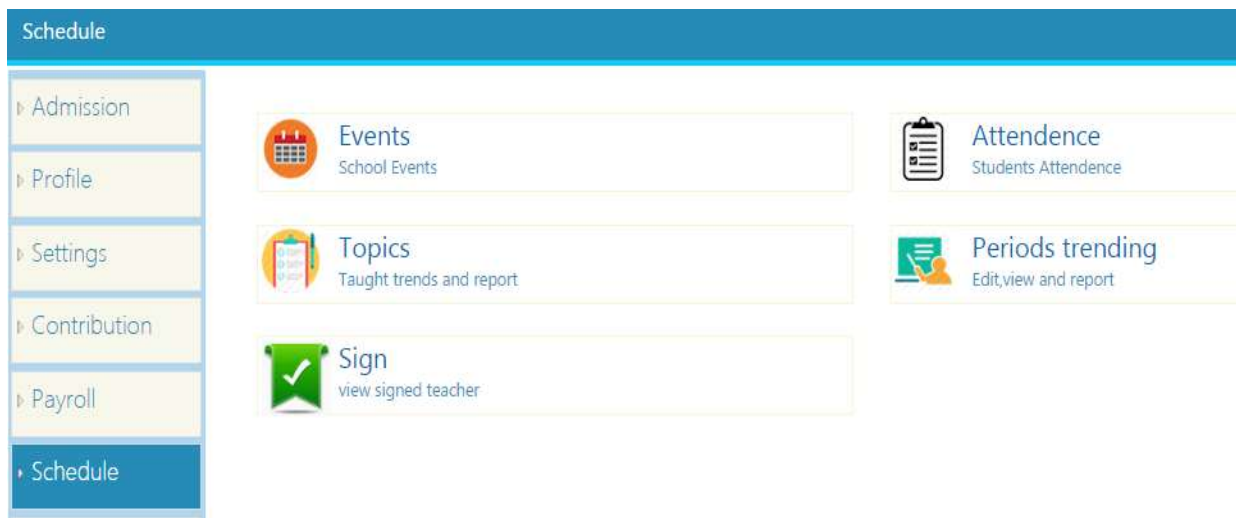 Schedule
Admission
Profile
Settings
Contribution
Payroll
Schedule
Events
School Events
Attendence
Students Attendence
Topics
Taught trends and report
Periods trending
Edit,view and report
Sign
view signed teacher